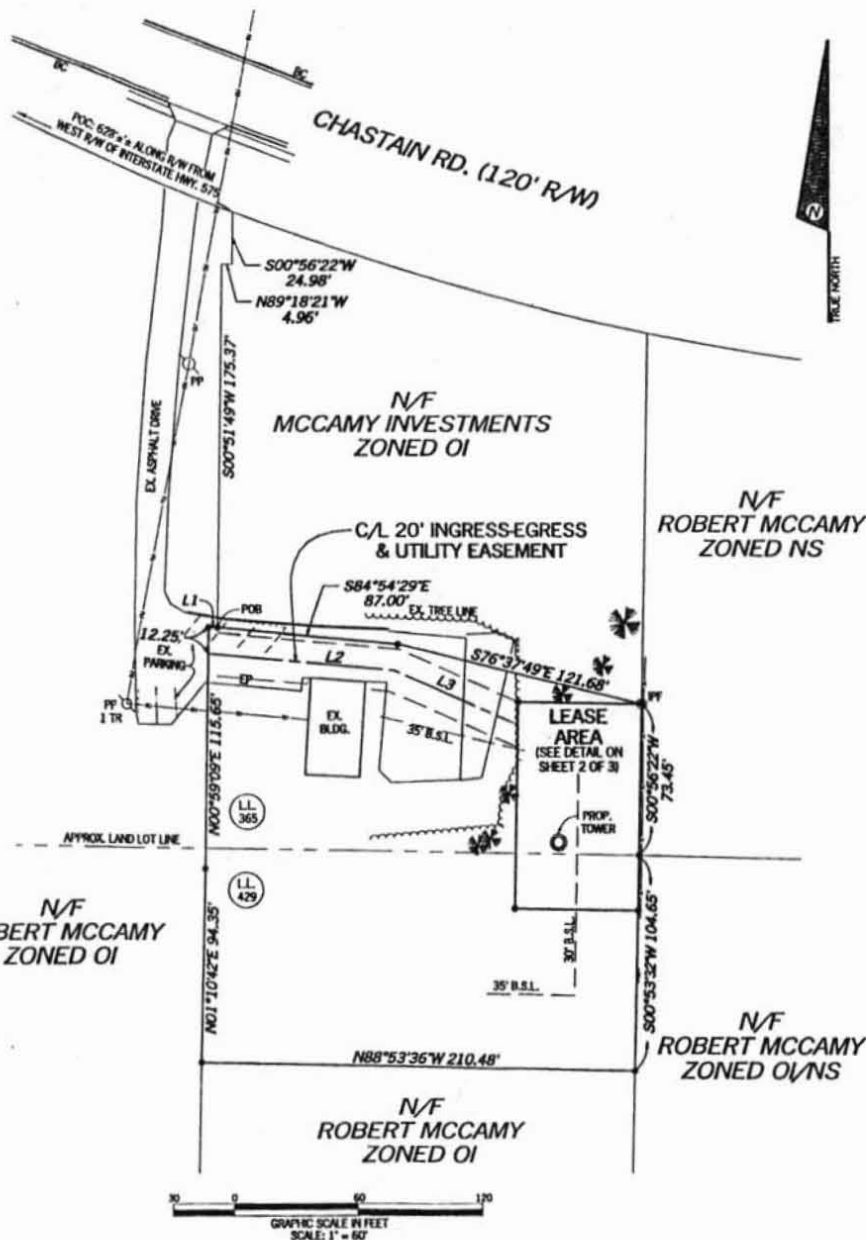 BC
BC
CHASTAIN RD. (120' R/W)
POC: 628'± ALONG R/W FROM
WEST R/W OF INTERSTATE HWY. 575
N
TRUE NORTH
S00°56'22"W
24.98'
N89°18'21"W
4.96'
PP
S00°51'49"W 175.37'
EX. ASPHALT DRIVE
N/F
MCCAMY INVESTMENTS
ZONED OI
N/F
ROBERT MCCAMY
ZONED NS
C/L 20' INGRESS-EGRESS
& UTILITY EASEMENT
S84°54'29"E
87.00'
L1
POB
EX. TREE LINE
12.25'
EX.
PARKING
L2
L3
S76°37'49"E 121.68'
IPF
EP
PP
1 TR
EX.
BLDG.
35' B.S.L.
LEASE
AREA
(SEE DETAIL ON
SHEET 2 OF 3)
S00°56'22"W
73.45'
N00°59'09"E 115.65'
L.L.
365
PROP.
TOWER
APPROX. LAND LOT LINE
L.L.
429
N/F
BERT MCCAMY
ZONED OI
N01°10'42"E 94.35'
30' B.S.L.
35' B.S.L.
S00°53'32"W 104.65'
N/F
ROBERT MCCAMY
ZONED OI/NS
N88°53'36"W 210.48'
N/F
ROBERT MCCAMY
ZONED OI
30 0 60 120
GRAPHIC SCALE IN FEET
SCALE: 1" = 60'